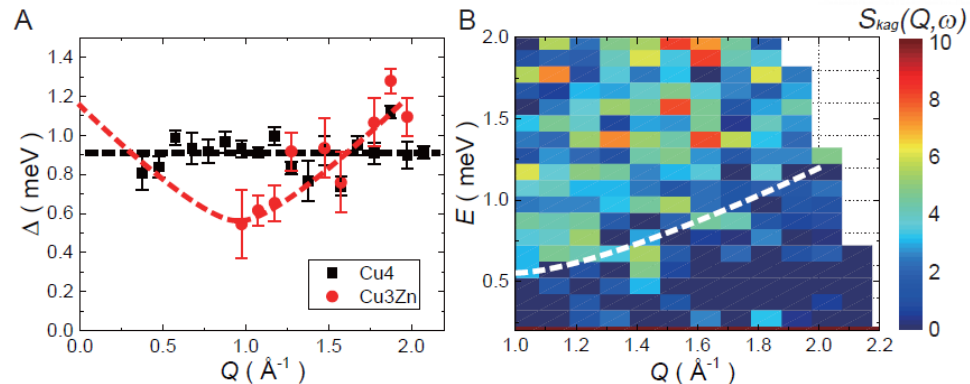 A
1.4
1.2
1.0
0.8
0.6
0.4
0.2
0.0
Δ ( meV )
0.0 0.5 1.0 1.5 2.0
Q ( Å⁻¹ )
Cu4
Cu3Zn
B
2.0
1.5
1.0
0.5
E ( meV )
1.0 1.2 1.4 1.6 1.8 2.0 2.2
Q ( Å⁻¹ )
S_kag(Q,ω)
10
8
6
4
2
0